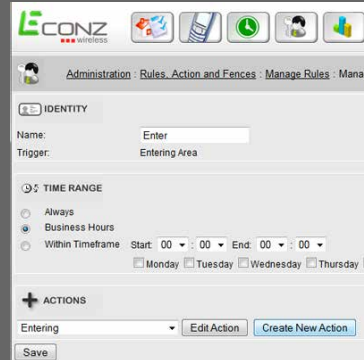 ECONZ
wireless
Administration : Rules, Action and Fences : Manage Rules : Mana
IDENTITY
Name: Enter
Trigger: Entering Area
TIME RANGE
Always
Business Hours
Within Timeframe Start: 00 : 00 End: 00 : 00
Monday Tuesday Wednesday Thursday
ACTIONS
Entering Edit Action Create New Action
Save